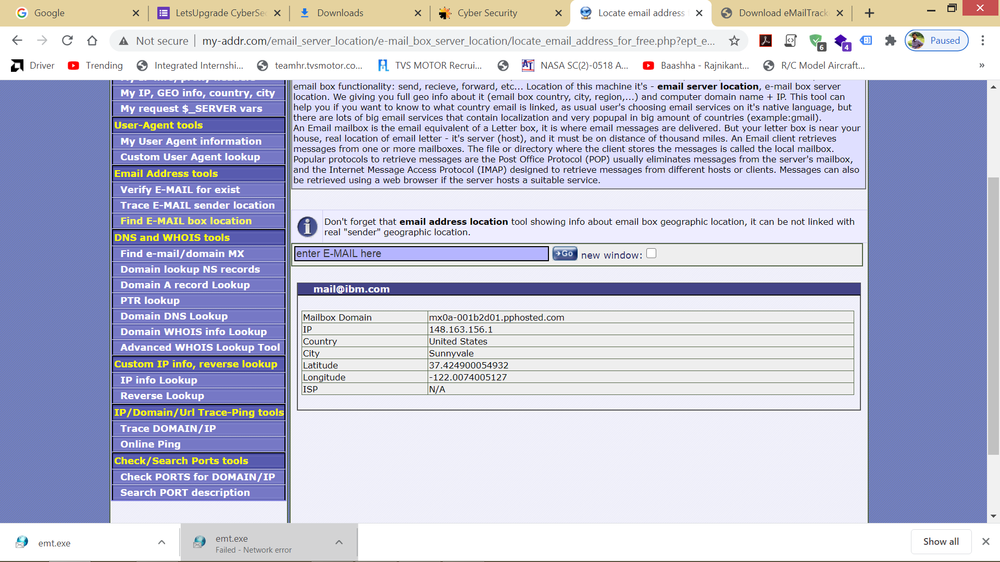 Google
LetsUpgrade CyberSec
Downloads
Cyber Security
Locate email address f
Download eMailTrack
Not secure
my-addr.com/email_server_location/e-mail_box_server_location/locate_email_address_for_free.php?ept_e...
6
4
Paused
Driver
Trending
Integrated Internshi...
teamhr.tvsmotor.co...
TVS MOTOR Recrui...
NASA SC(2)-0518 A...
Baashha - Rajnikant...
R/C Model Aircraft...
»
My IP, GEO info, country, city
My request $_SERVER vars
User-Agent tools
My User Agent information
Custom User Agent lookup
Email Address tools
Verify E-MAIL for exist
Trace E-MAIL sender location
Find E-MAIL box location
DNS and WHOIS tools
Find e-mail/domain MX
Domain lookup NS records
Domain A record Lookup
PTR lookup
Domain DNS Lookup
Domain WHOIS info Lookup
Advanced WHOIS Lookup Tool
Custom IP info, reverse lookup
IP info Lookup
Reverse Lookup
IP/Domain/Url Trace-Ping tools
Trace DOMAIN/IP
Online Ping
Check/Search Ports tools
Check PORTS for DOMAIN/IP
Search PORT description
email box functionality: send, recieve, forward, etc... Location of this machine it's - email server location, e-mail box server
location. We giving you full geo info about it (email box country, city, region,...) and computer domain name + IP. This tool can
help you if you want to know to what country email is linked, as usual user's choosing email services on it's native language, but
there are lots of big email services that contain localization and very popupal in big amount of countries (example:gmail).
An Email mailbox is the email equivalent of a Letter box, it is where email messages are delivered. But your letter box is near your
house, real location of email letter - it's server (host), and it must be on distance of thousand miles. An Email client retrieves
messages from one or more mailboxes. The file or directory where the client stores the messages is called the local mailbox.
Popular protocols to retrieve messages are the Post Office Protocol (POP) usually eliminates messages from the server's mailbox,
and the Internet Message Access Protocol (IMAP) designed to retrieve messages from different hosts or clients. Messages can also
be retrieved using a web browser if the server hosts a suitable service.
Don't forget that email address location tool showing info about email box geographic location, it can be not linked with
real "sender" geographic location.
enter E-MAIL here
Go
new window:
mail@ibm.com
Mailbox Domain mx0a-001b2d01.pphosted.com
IP 148.163.156.1
Country United States
City Sunnyvale
Latitude 37.424900054932
Longitude -122.0074005127
ISP N/A
emt.exe
emt.exe
Failed - Network error
Show all